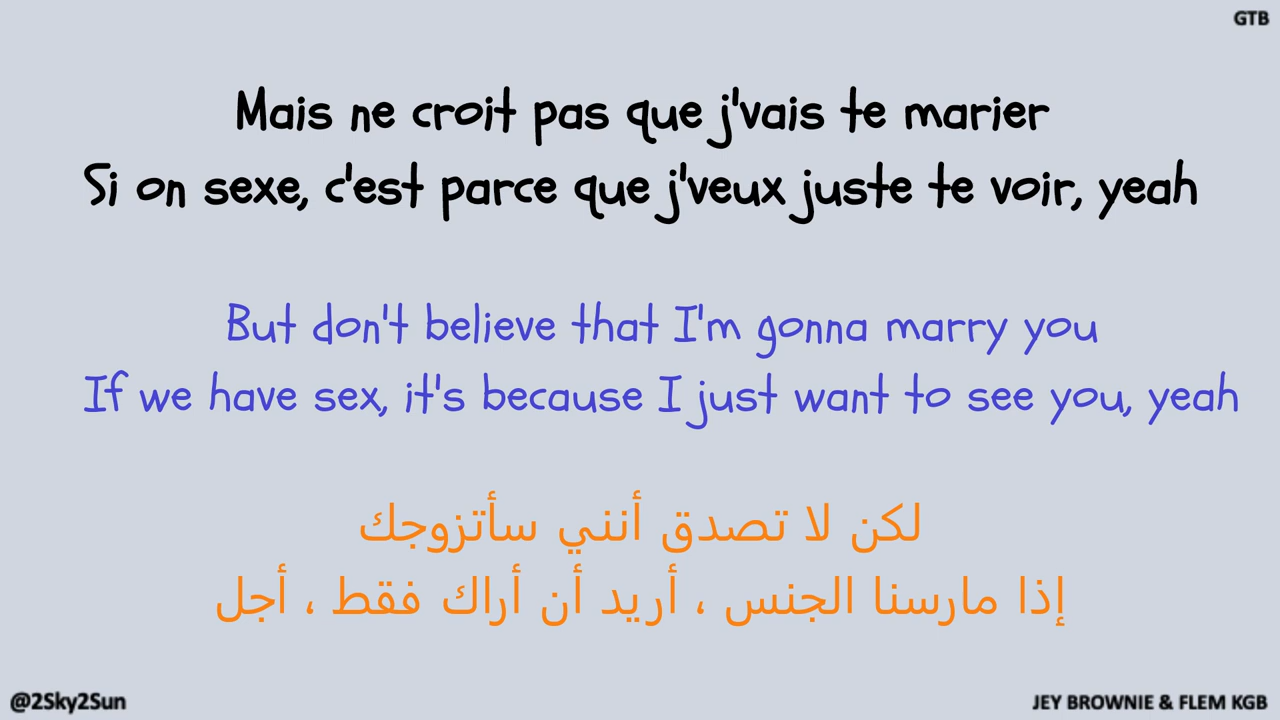 GTB
Mais ne croit pas que j'vais te marier
Si on sexe, c'est parce que j'veux juste te voir, yeah
But don't believe that I'm gonna marry you
If we have sex, it's because I just want to see you, yeah
لكن لا تصدق أنني سأتزوجك
إذا مارسنا الجنس ، أريد أن أراك فقط ، أجل
@2Sky2Sun
JEY BROWNIE & FLEM KGB